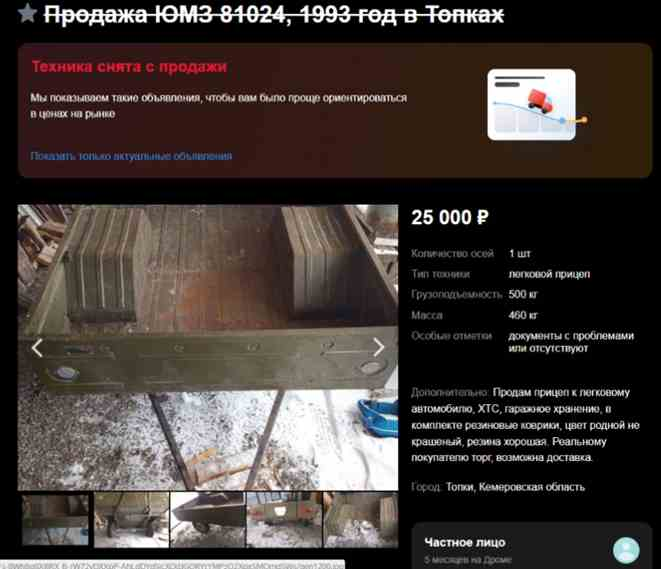 Продажа ЮМЗ 81024, 1993 год в Топках
Техника снята с продажи
Мы показываем такие объявления, чтобы вам было проще ориентироваться
в ценах на рынке
Показать только актуальные объявления
25 000 ₽
Количество осей 1 шт
Тип техники легковой прицеп
Грузоподъемность 500 кг
Масса 460 кг
Особые отметки документы с проблемами
или отсутствуют
Дополнительно: Продам прицеп к легковому
автомобилю, ХТС, гаражное хранение, в
комплекте резиновые коврики, цвет родной не
крашеный, резина хорошая. Реальному
покупателю торг, возможна доставка.
Город: Топки, Кемеровская область
Частное лицо
5 месяцев на Дроме